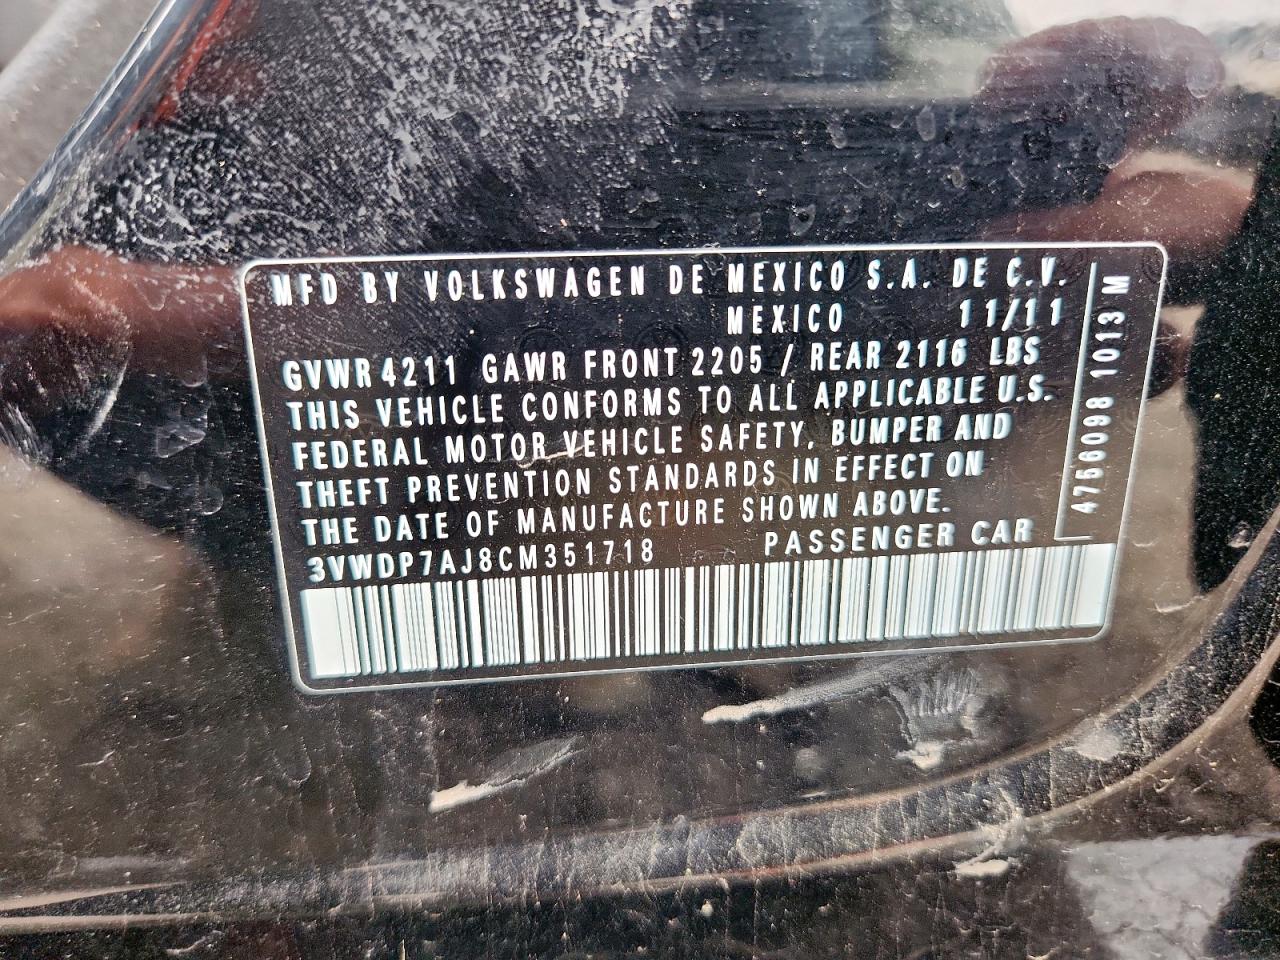 MFD BY VOLKSWAGEN DE MEXICO S.A. DE C.V.
MEXICO 11/11
GVWR 4211 GAWR FRONT 2205 / REAR 2116 LBS
THIS VEHICLE CONFORMS TO ALL APPLICABLE U.S.
FEDERAL MOTOR VEHICLE SAFETY, BUMPER AND
THEFT PREVENTION STANDARDS IN EFFECT ON
THE DATE OF MANUFACTURE SHOWN ABOVE.
3VWDP7AJ8CM351718 PASSENGER CAR
4756098 1013 M